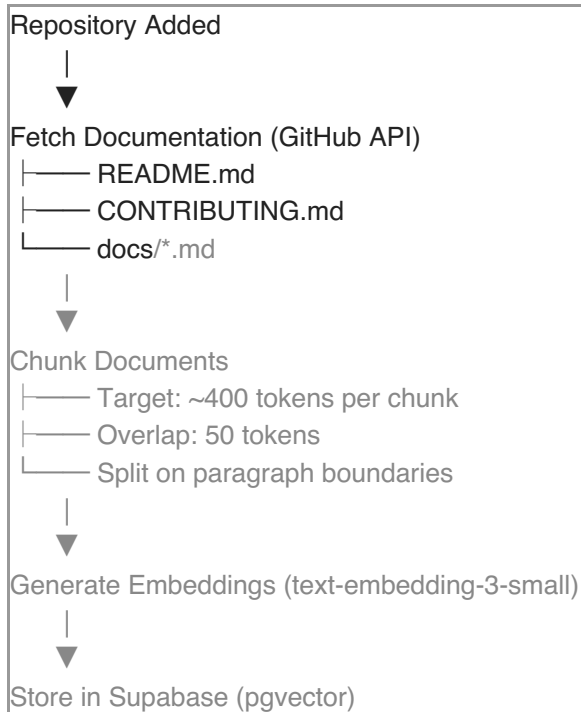 Repository Added
│
▼
Fetch Documentation (GitHub API)
├── README.md
├── CONTRIBUTING.md
└── docs/*.md
│
▼
Chunk Documents
├── Target: ~400 tokens per chunk
├── Overlap: 50 tokens
└── Split on paragraph boundaries
│
▼
Generate Embeddings (text-embedding-3-small)
│
▼
Store in Supabase (pgvector)